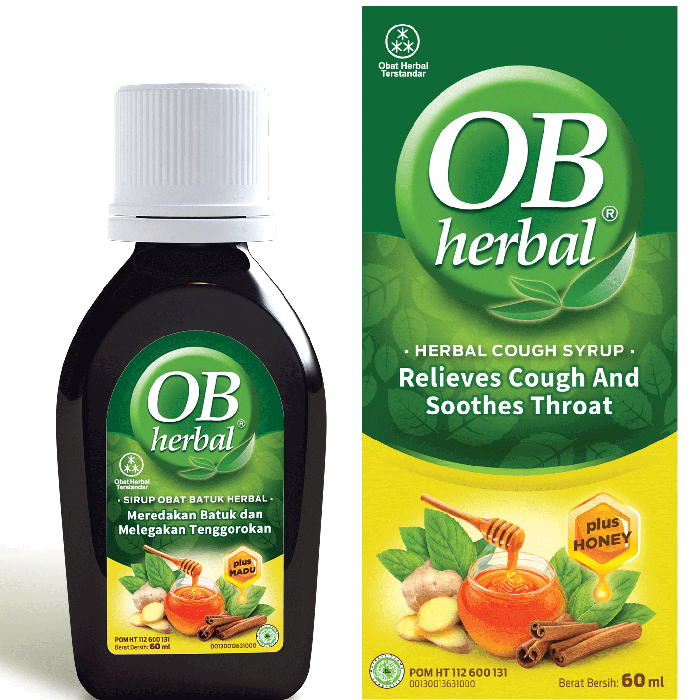 OB
herbal®
Obat Herbal
Terstandar
· SIRUP OBAT BATUK HERBAL ·
Meredakan Batuk dan
Melegakan Tenggorokan
plus
MADU
POM HT 112 600 131
Berat Bersih: 60 ml
00130013631000
Obat Herbal
Terstandar
OB
herbal®
· HERBAL COUGH SYRUP ·
Relieves Cough And
Soothes Throat
plus
HONEY
POM HT 112 600 131
00130013631000
Berat Bersih: 60 ml